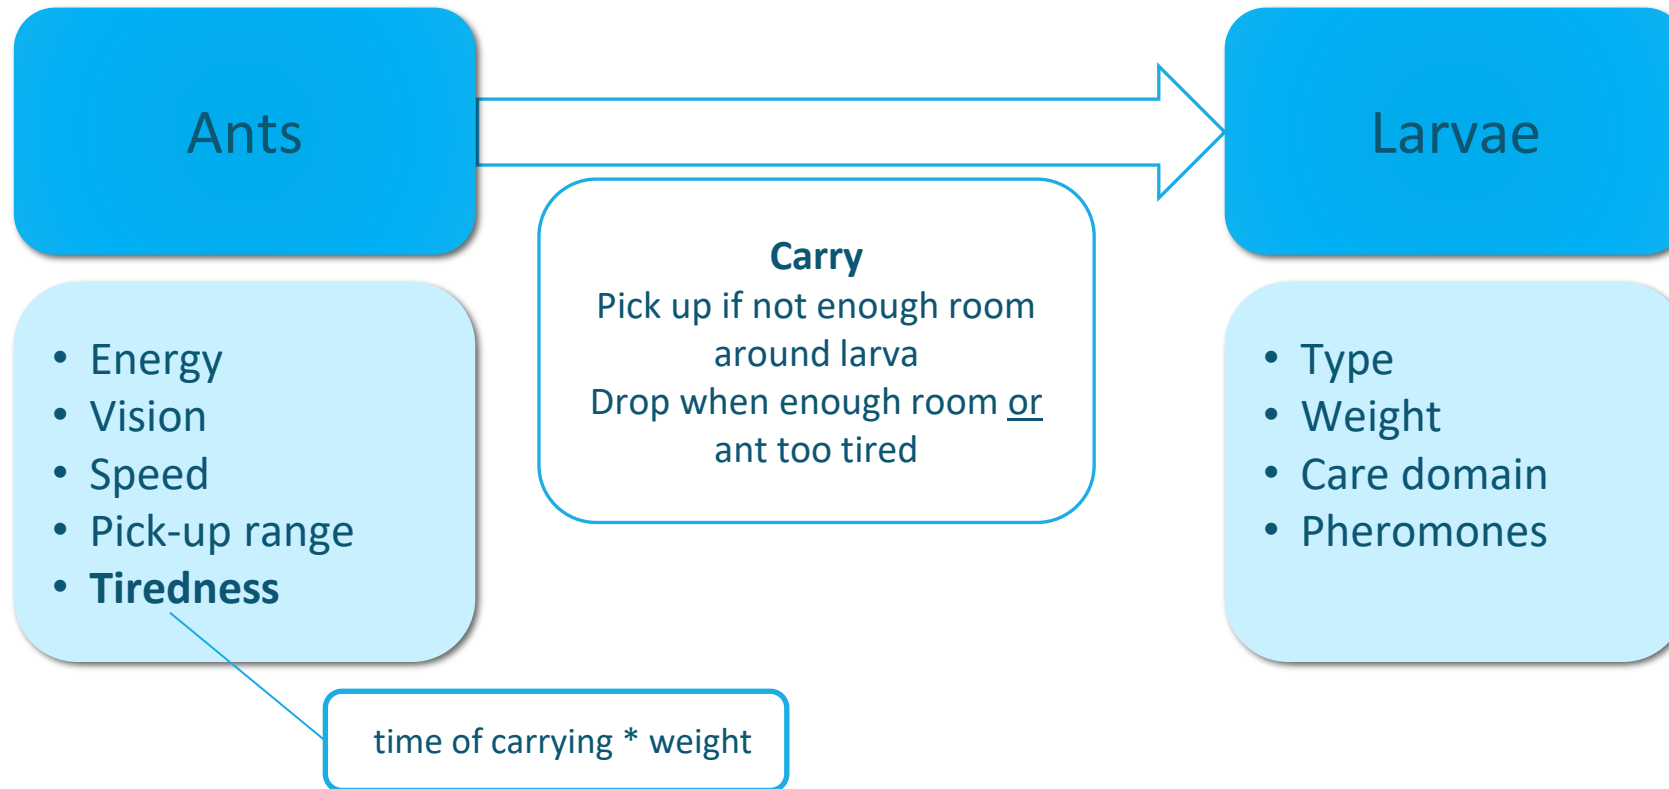 Ants
Larvae
Carry
Pick up if not enough room
around larva
Drop when enough room or
ant too tired
• Energy
• Vision
• Speed
• Pick-up range
• Tiredness
• Type
• Weight
• Care domain
• Pheromones
time of carrying * weight